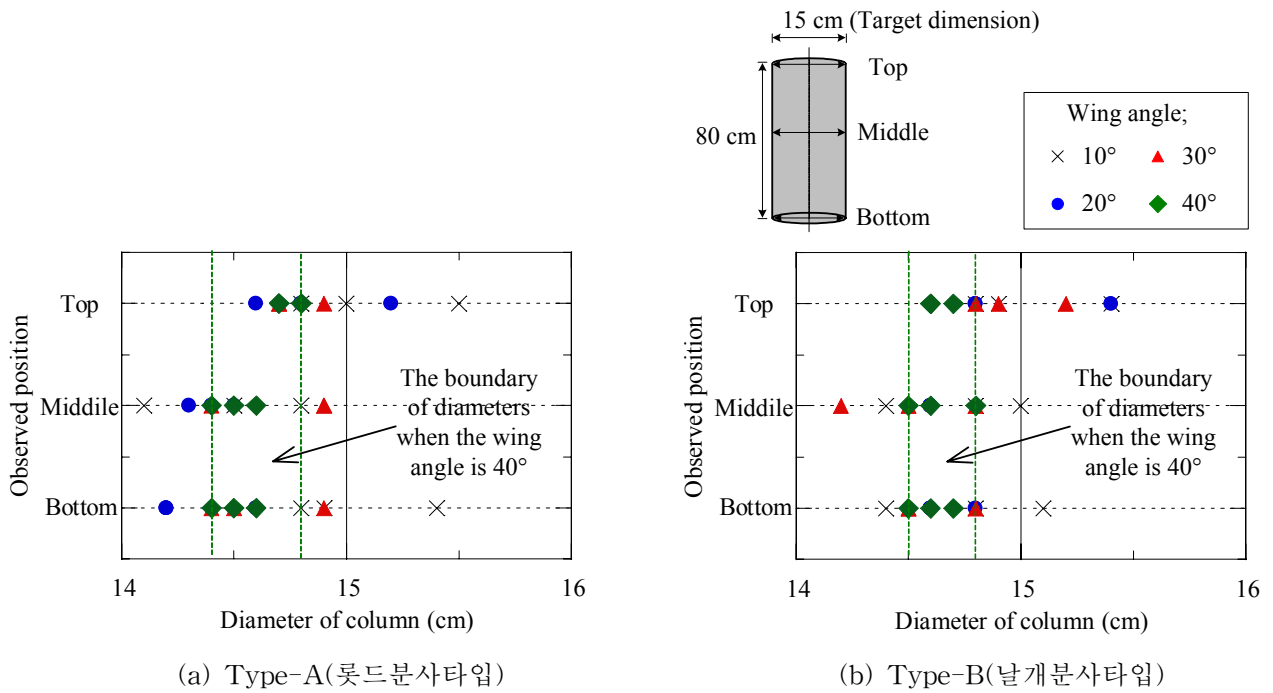 15 cm (Target dimension)
Top
80 cm
Middle
Bottom
Wing angle;
10°
30°
20°
40°
Observed position
Top
Middile
Bottom
The boundary
of diameters
when the wing
angle is 40°
14
15
16
Diameter of column (cm)
(a) Type-A(롯드분사타입)
Observed position
Top
Middile
Bottom
The boundary
of diameters
when the wing
angle is 40°
14
15
16
Diameter of column (cm)
(b) Type-B(날개분사타입)